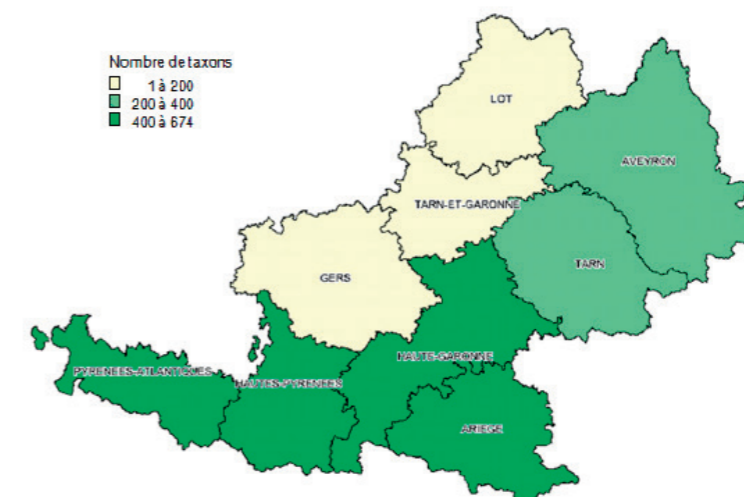 Nombre de taxons
1 à 200
200 à 400
400 à 674
LOT
AVEYRON
TARN-ET-GARONNE
GERS
TARN
HAUTE-GARONNE
PYRENEES-ATLANTIQUES
HAUTES-PYRENEES
ARIEGE